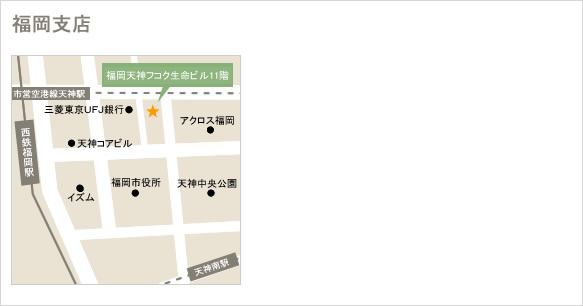 福岡支店
福岡天神フコク生命ビル11階
市営空港線天神駅
三菱東京UFJ銀行
アクロス福岡
西鉄福岡駅
天神コアビル
福岡市役所
天神中央公園
イズム
天神南駅